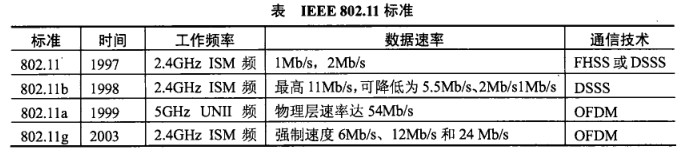 表 IEEE 802.11 标准
标准 时间 工作频率 数据速率 通信技术
802.11 1997 2.4GHz ISM 频 1Mb/s，2Mb/s FHSS 或 DSSS
802.11b 1998 2.4GHz ISM 频 最高 11Mb/s，可降低为 5.5Mb/s、2Mb/s1Mb/s DSSS
802.11a 1999 5GHz UNII 频 物理层速率达 54Mb/s OFDM
802.11g 2003 2.4GHz ISM 频 强制速度 6Mb/s、12Mb/s 和 24 Mb/s OFDM